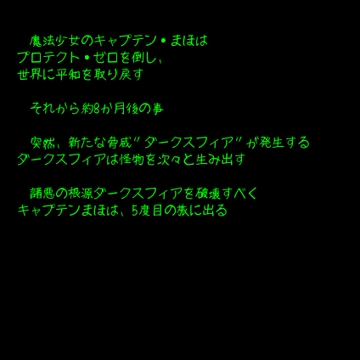 魔法少女のキャプテン・まほは
プロテクト・ゼロを倒し、
世界に平和を取り戻す
それから約8か月後の事
突然、新たな脅威”ダークスフィア”が発生する
ダークスフィアは怪物を次々と生み出す
諸悪の根源ダークスフィアを破壊すべく
キャプテンまほは、5度目の旅に出る